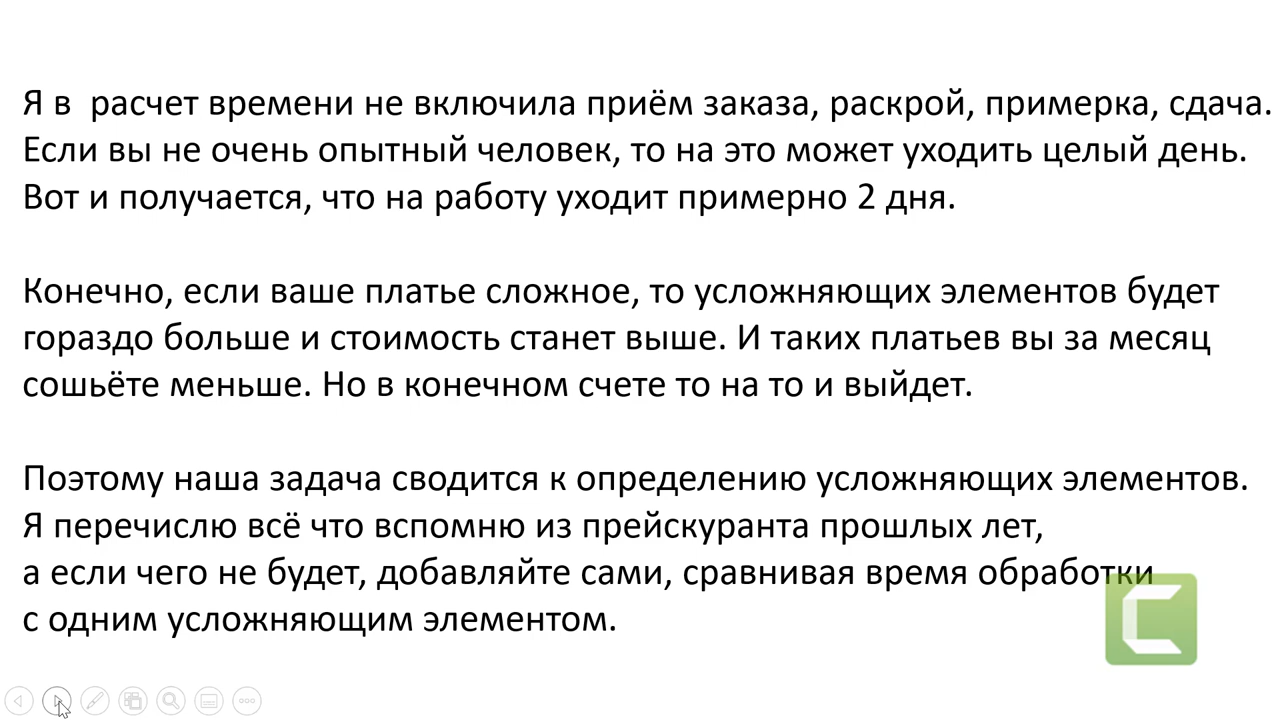 Я в  расчет времени не включила приём заказа, раскрой, примерка, сдача.
Если вы не очень опытный человек, то на это может уходить целый день.
Вот и получается, что на работу уходит примерно 2 дня.
Конечно, если ваше платье сложное, то усложняющих элементов будет
гораздо больше и стоимость станет выше. И таких платьев вы за месяц
сошьёте меньше. Но в конечном счете то на то и выйдет.
Поэтому наша задача сводится к определению усложняющих элементов.
Я перечислю всё что вспомню из прейскуранта прошлых лет,
а если чего не будет, добавляйте сами, сравнивая время обработки
с одним усложняющим элементом.